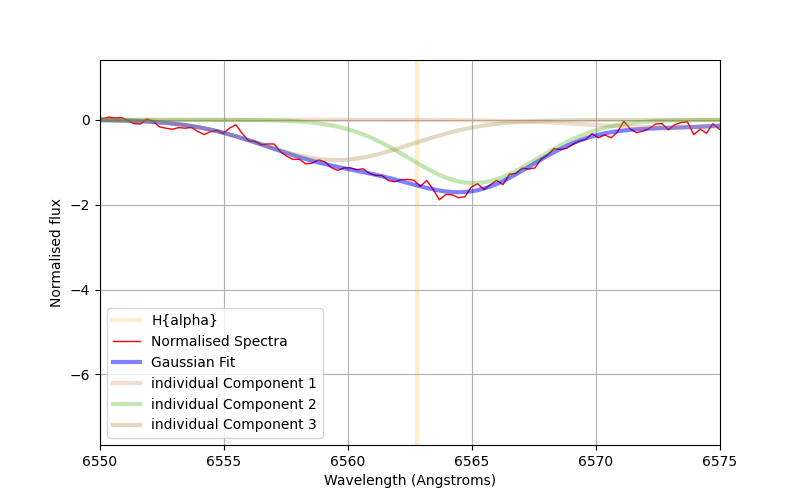 0
−2
−4
−6
Normalised flux
H{alpha}
Normalised Spectra
Gaussian Fit
individual Component 1
individual Component 2
individual Component 3
6550 6555 6560 6565 6570 6575
Wavelength (Angstroms)